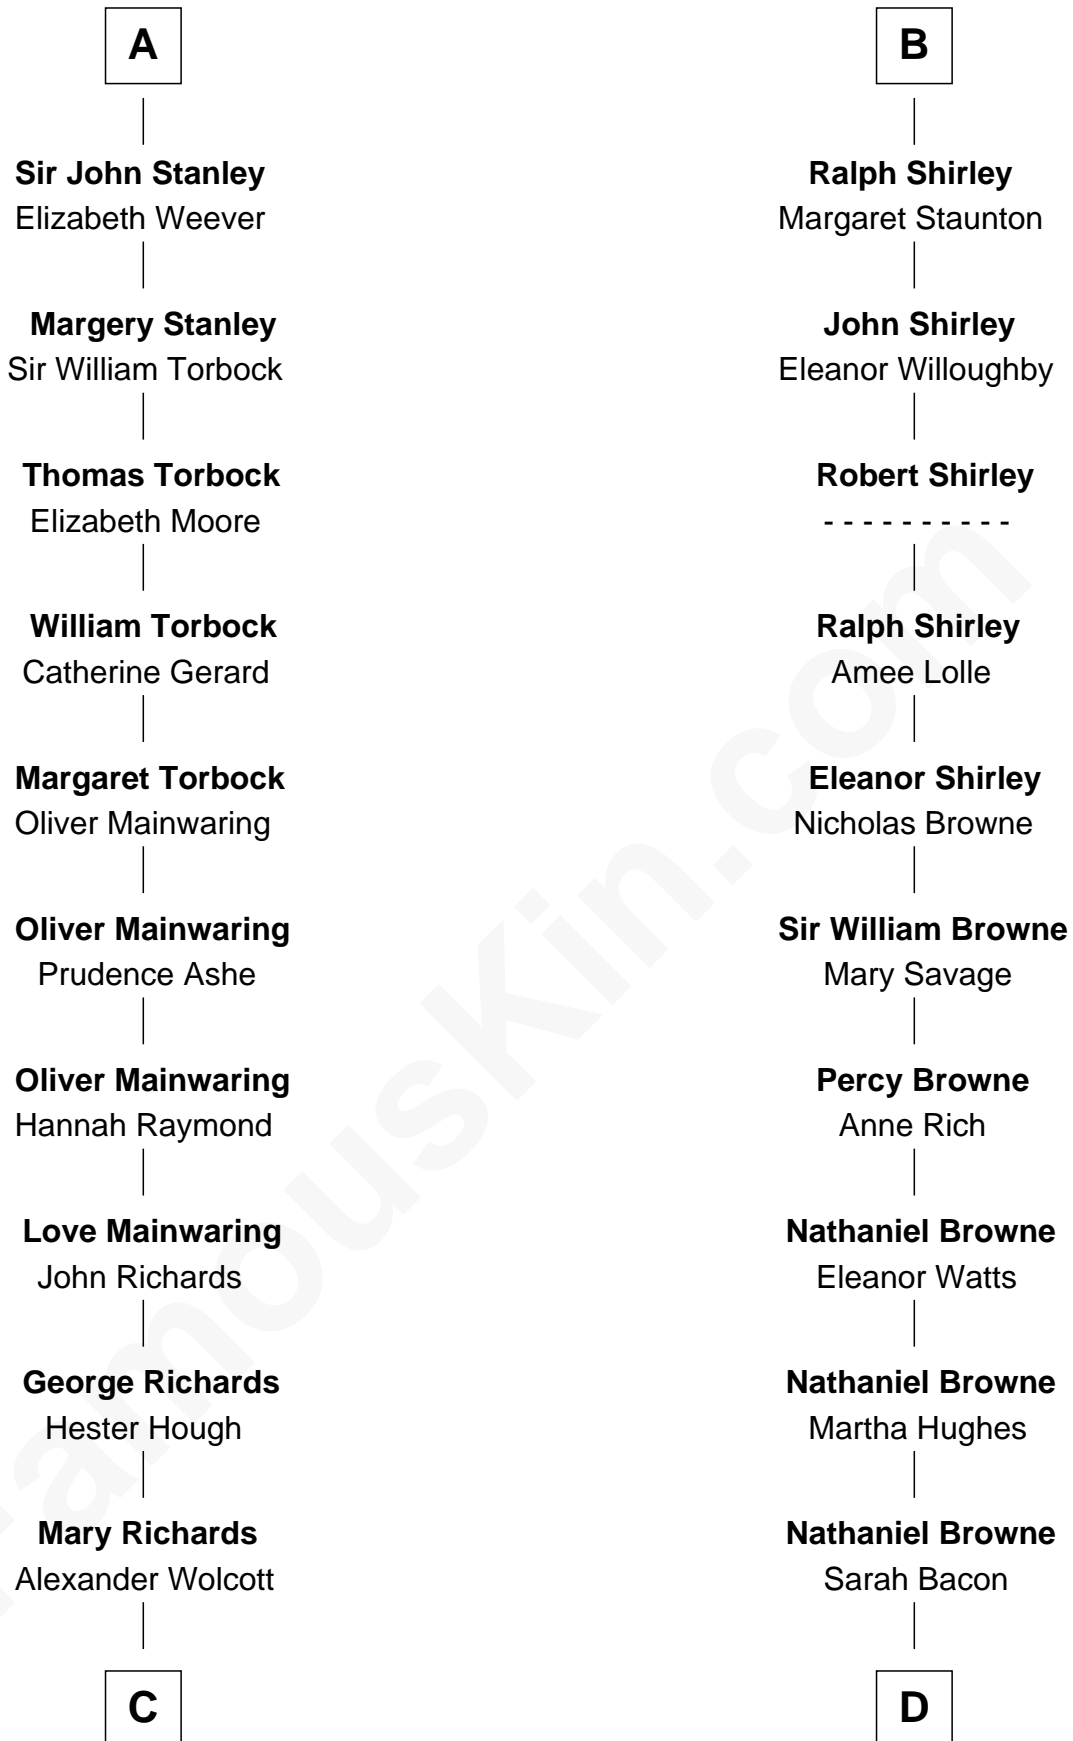 A
Sir John Stanley
Elizabeth Weever
Margery Stanley
Sir William Torbock
Thomas Torbock
Elizabeth Moore
William Torbock
Catherine Gerard
Margaret Torbock
Oliver Mainwaring
Oliver Mainwaring
Prudence Ashe
Oliver Mainwaring
Hannah Raymond
Love Mainwaring
John Richards
George Richards
Hester Hough
Mary Richards
Alexander Wolcott
C
B
Ralph Shirley
Margaret Staunton
John Shirley
Eleanor Willoughby
Robert Shirley
- - - - - - - - - -
Ralph Shirley
Amee Lolle
Eleanor Shirley
Nicholas Browne
Sir William Browne
Mary Savage
Percy Browne
Anne Rich
Nathaniel Browne
Eleanor Watts
Nathaniel Browne
Martha Hughes
Nathaniel Browne
Sarah Bacon
D
FamousKin.com